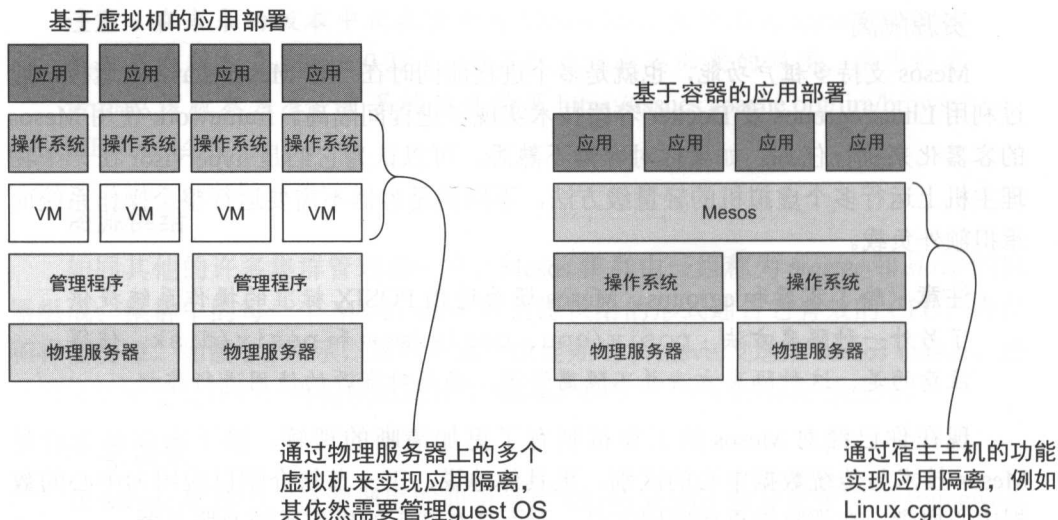 基于虚拟机的应用部署
应用 应用 应用 应用
操作系统 操作系统 操作系统 操作系统
VM VM VM VM
管理程序 管理程序
物理服务器 物理服务器
通过物理服务器上的多个
虚拟机来实现应用隔离，
其依然需要管理guest OS
基于容器的应用部署
应用 应用 应用 应用
Mesos
操作系统 操作系统
物理服务器 物理服务器
通过宿主主机的功能
实现应用隔离，例如
Linux cgroups